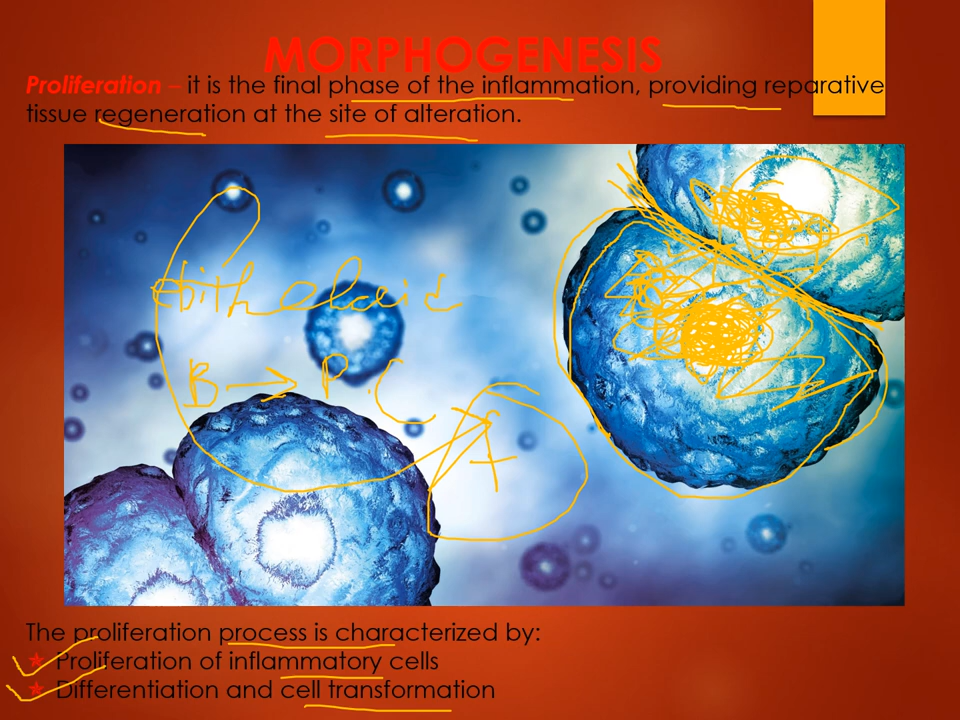 MORPHOGENESIS
Proliferation – it is the final phase of the inflammation, providing reparative
tissue regeneration at the site of alteration.
B → P.C
The proliferation process is characterized by:
★ Proliferation of inflammatory cells
★ Differentiation and cell transformation